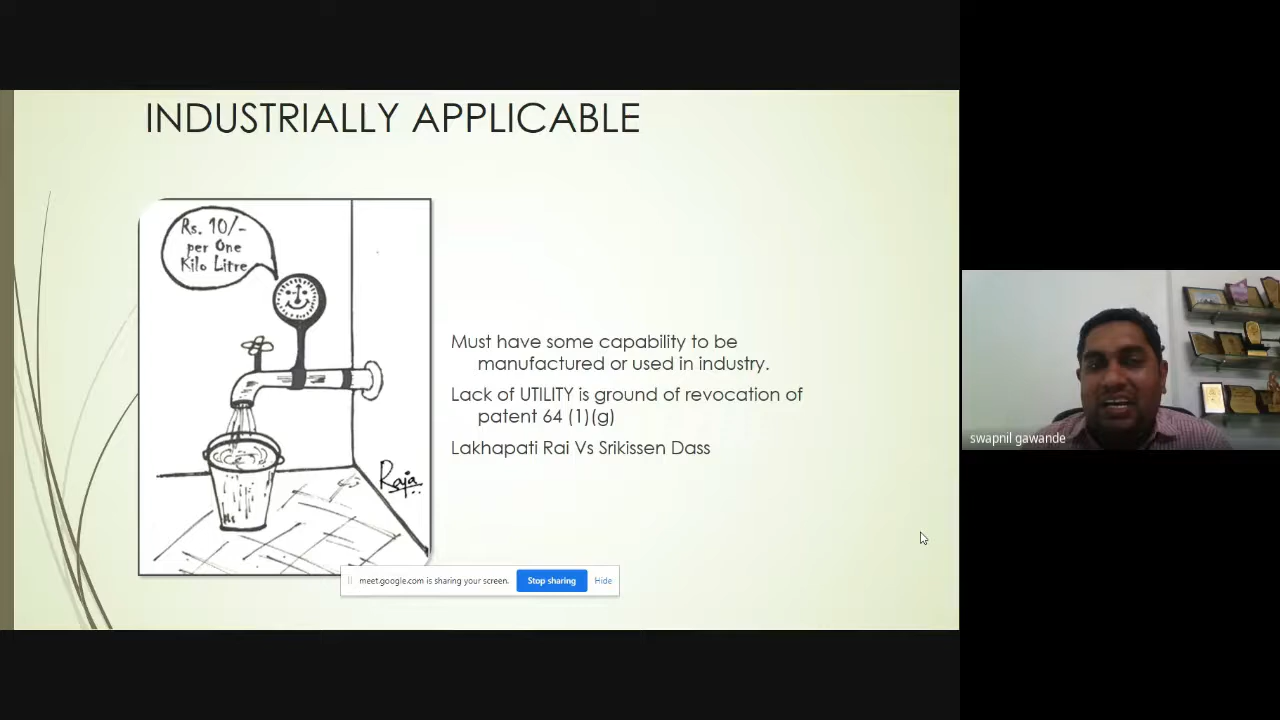 INDUSTRIALLY APPLICABLE
Rs. 10/-
per One
Kilo Litre
Must have some capability to be
manufactured or used in industry.
Lack of UTILITY is ground of revocation of
patent 64 (1)(g)
Lakhapati Rai Vs Srikissen Dass
Raja
meet.google.com is sharing your screen.
Stop sharing
Hide
swapnil gawande